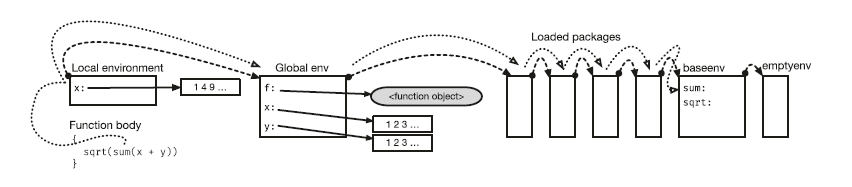 Loaded packages
Local environment
Global env
baseenv
emptyenv
x:
1 4 9 ...
f:
<function object>
sum:
sqrt:
x:
1 2 3 ...
y:
1 2 3 ...
Function body
{
sqrt(sum(x + y))
}